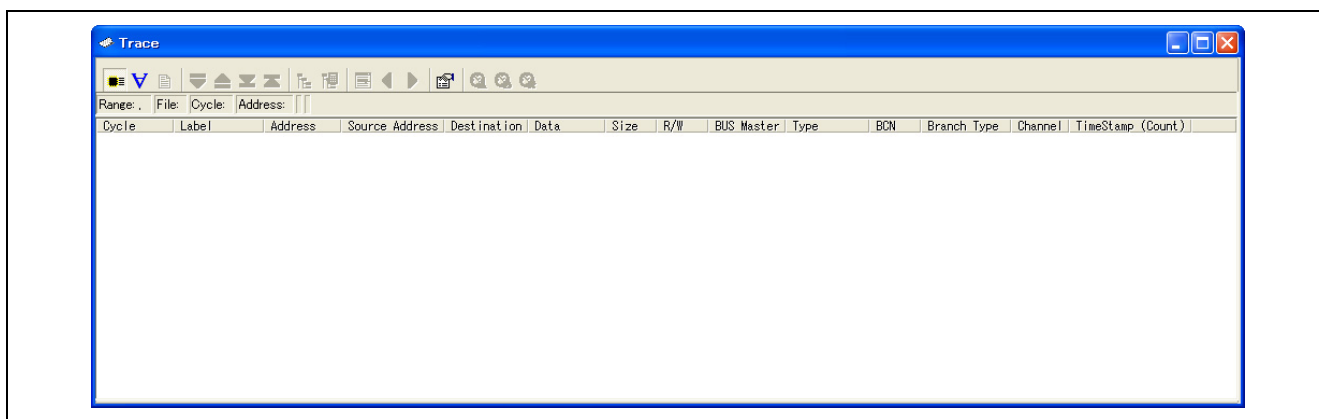 Trace
Range: , File: Cycle: Address:
Cycle Label Address Source Address Destination Data Size R/W BUS Master Type BCN Branch Type Channel TimeStamp (Count)